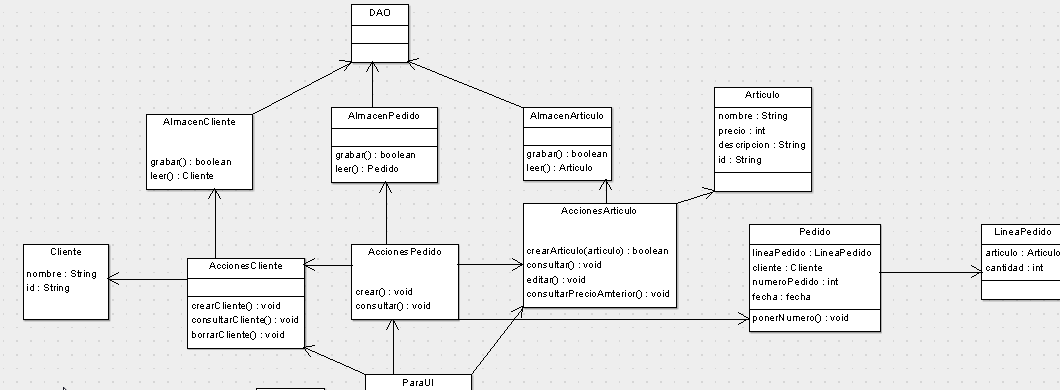 DAO
AlmacenCliente
grabar() : boolean
leer() : Cliente
AlmacenPedido
grabar() : boolean
leer() : Pedido
AlmacenArticulo
grabar() : boolean
leer() : Articulo
Articulo
nombre : String
precio : int
descripcion : String
id : String
Cliente
nombre : String
id : String
AccionesCliente
crearCliente() : void
consultarCliente() : void
borrarCliente() : void
AccionesPedido
crear() : void
consultar() : void
AccionesArticulo
crearArticulo(articulo) : boolean
consultar() : void
editar() : void
consultarPrecioAmterior() : void
Pedido
lineaPedido : LineaPedido
cliente : Cliente
numeroPedido : int
fecha : fecha
ponerNumero() : void
LineaPedido
articulo : Articulo
cantidad : int
ParaUI